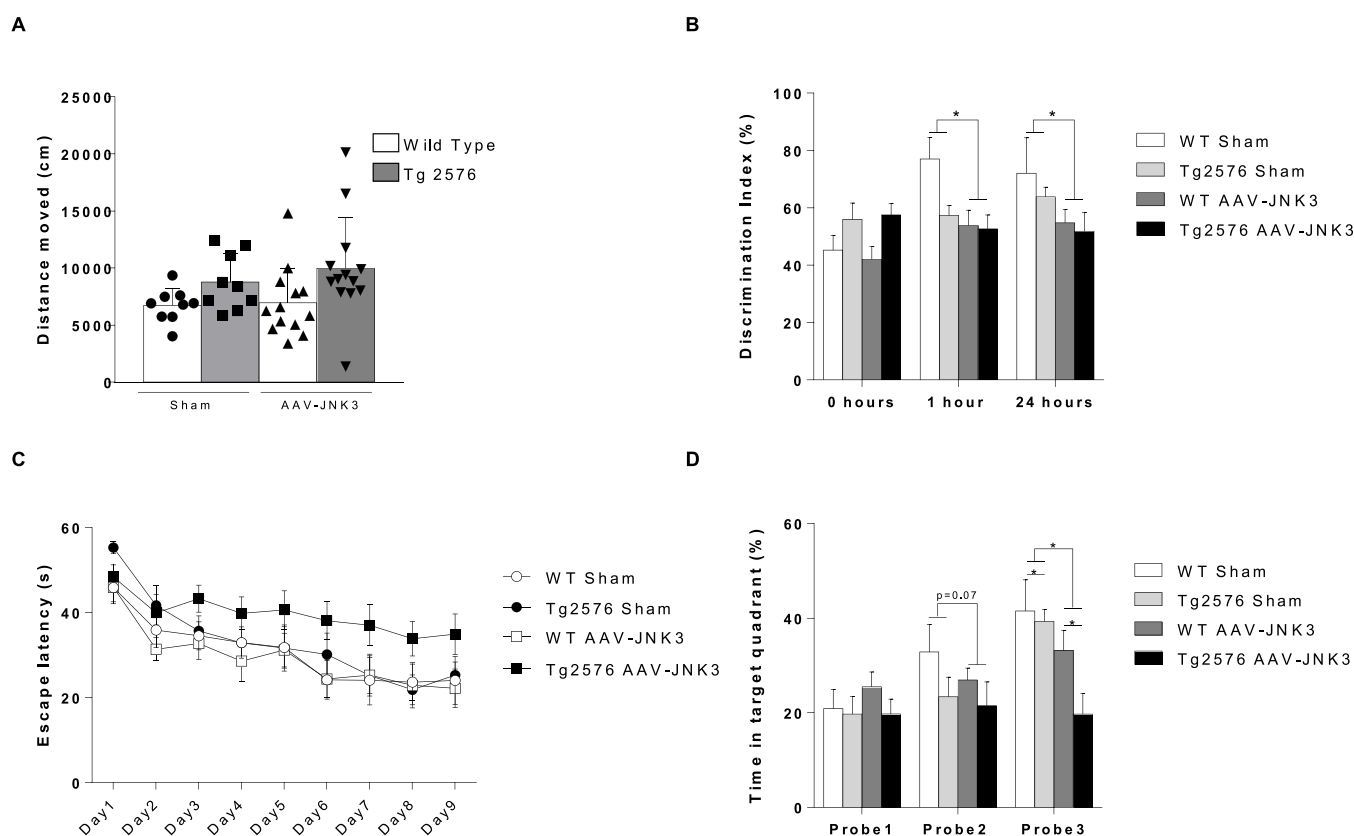 A
Distance moved (cm)
25000
20000
15000
10000
5000
0
Wild Type
Tg 2576
Sham
AAV-JNK3
B
Discrimination Index (%)
100
80
60
40
20
0
*
*
0 hours
1 hour
24 hours
WT Sham
Tg2576 Sham
WT AAV-JNK3
Tg2576 AAV-JNK3
C
Escape latency (s)
60
40
20
0
Day1
Day2
Day3
Day4
Day5
Day6
Day7
Day8
Day9
WT Sham
Tg2576 Sham
WT AAV-JNK3
Tg2576 AAV-JNK3
D
Time in target quadrant (%)
60
40
20
0
p=0.07
*
*
*
Probe1
Probe2
Probe3
WT Sham
Tg2576 Sham
WT AAV-JNK3
Tg2576 AAV-JNK3